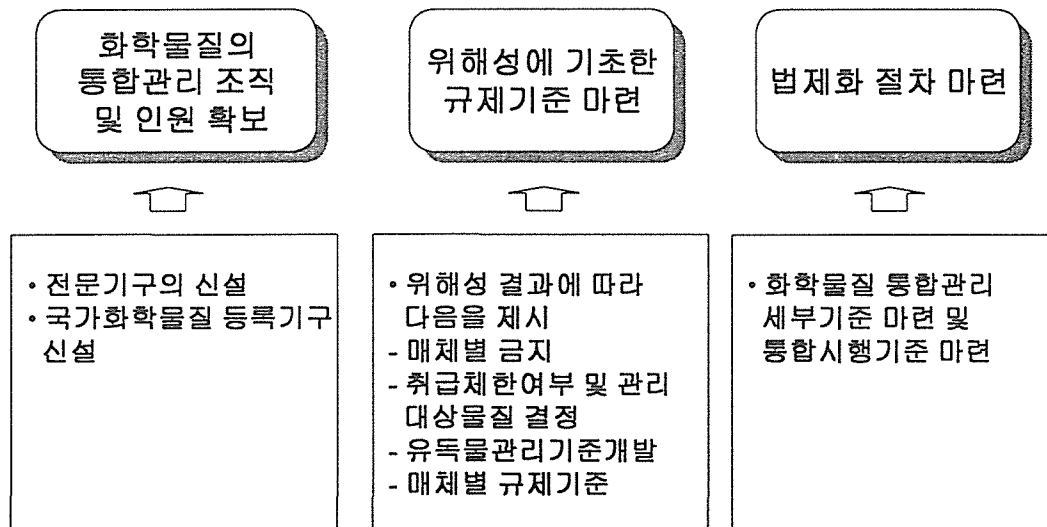 화학물질의
통합관리 조직
및 인원 확보
위해성에 기초한
규제기준 마련
법제화 절차 마련
• 전문기구의 신설
• 국가화학물질 등록기구
신설
• 위해성 결과에 따라
다음을 제시
- 매체별 금지
- 취급체한여부 및 관리
대상물질 결정
- 유독물관리기준개발
- 매체별 규제기준
• 화학물질 통합관리
세부기준 마련 및
통합시행기준 마련